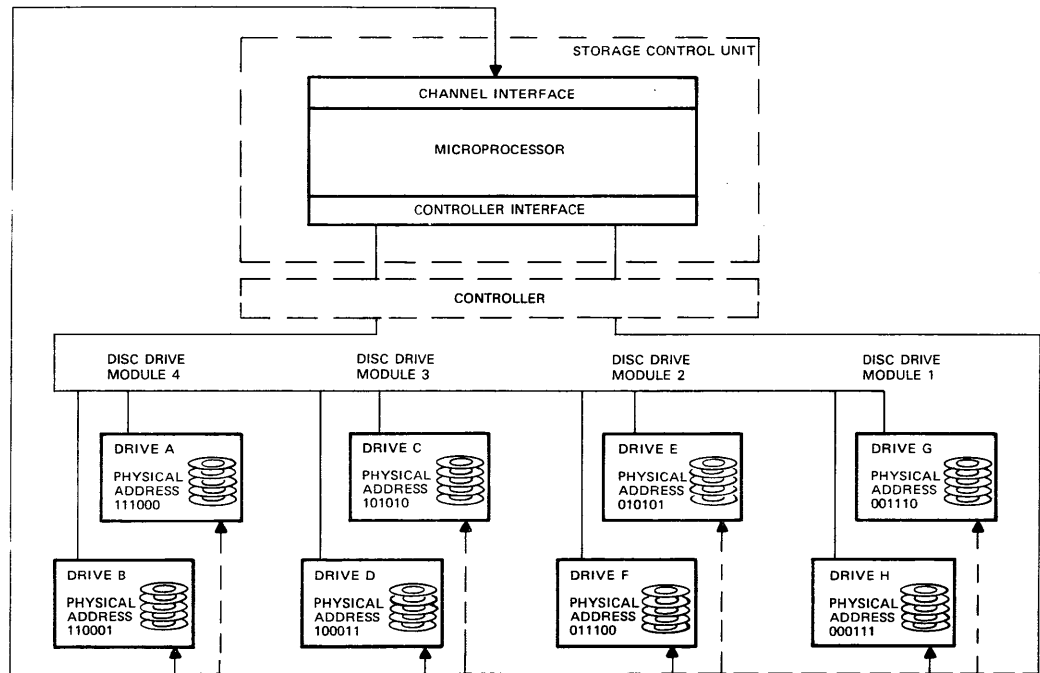 STORAGE CONTROL UNIT
CHANNEL INTERFACE
MICROPROCESSOR
CONTROLLER INTERFACE
CONTROLLER
DISC DRIVE
MODULE 4
DISC DRIVE
MODULE 3
DISC DRIVE
MODULE 2
DISC DRIVE
MODULE 1
DRIVE A
PHYSICAL
ADDRESS
111000
DRIVE C
PHYSICAL
ADDRESS
101010
DRIVE E
PHYSICAL
ADDRESS
010101
DRIVE G
PHYSICAL
ADDRESS
001110
DRIVE B
PHYSICAL
ADDRESS
110001
DRIVE D
PHYSICAL
ADDRESS
100011
DRIVE F
PHYSICAL
ADDRESS
011100
DRIVE H
PHYSICAL
ADDRESS
000111